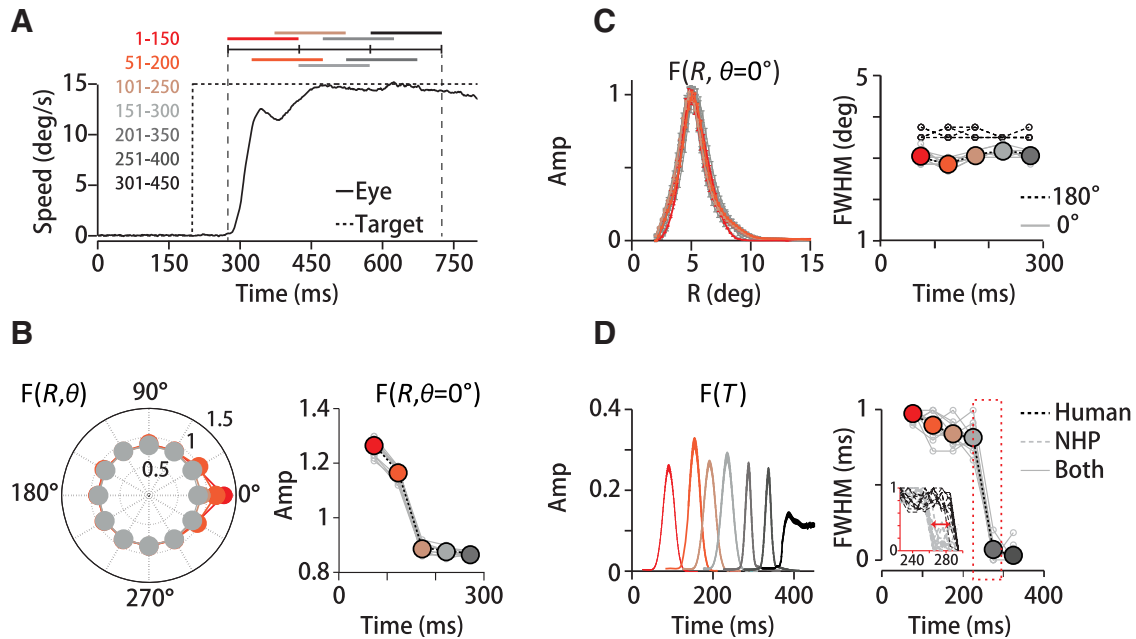 A
1-150
51-200
101-250
151-300
201-350
251-400
301-450
15
10
5
0
Speed (deg/s)
Eye
Target
0
150
300
450
600
750
Time (ms)
B
F(R,θ)
90°
1.5
1
0.5
180°
0°
270°
F(R,θ=0°)
1.4
1.2
1
0.8
Amp
0
300
Time (ms)
C
F(R, θ=0°)
1
0
Amp
0
5
10
15
R (deg)
5
1
FWHM (deg)
180°
0°
0
300
Time (ms)
D
F(T)
0.4
0.2
0
Amp
0
200
400
Time (ms)
1
0
FWHM (ms)
Human
NHP
Both
1
0
240
280
0
200
400
Time (ms)